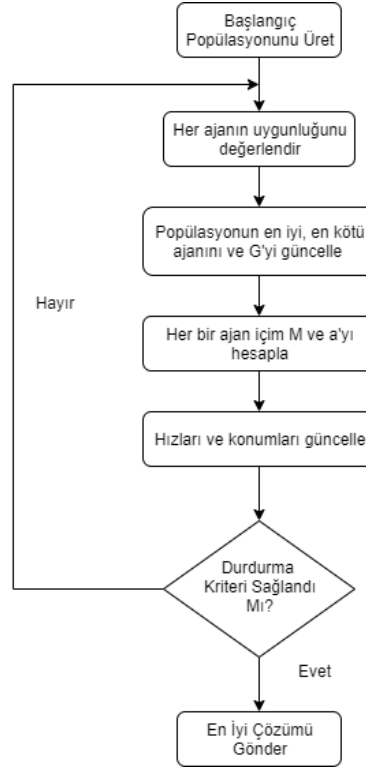 Başlangıç
Popülasyonunu Üret
Her ajanın uygunluğunu
değerlendir
Popülasyonun en iyi, en kötü
ajanını ve G'yi güncelle
Hayır
Her bir ajan içim M ve a'yı
hesapla
Hızları ve konumları güncelle
Durdurma
Kriteri Sağlandı
Mı?
Evet
En İyi Çözümü
Gönder